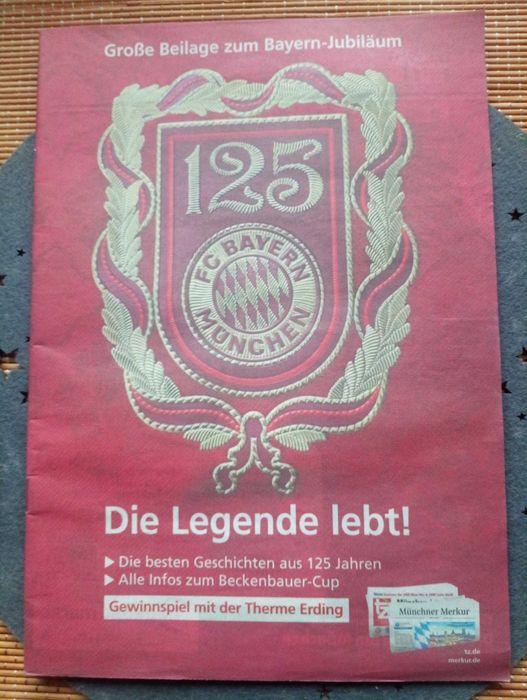 Große Beilage zum Bayern-Jubiläum
125
FC BAYERN
MÜNCHEN
Die Legende lebt!
▶ Die besten Geschichten aus 125 Jahren
▶ Alle Infos zum Beckenbauer-Cup
Gewinnspiel mit der Therme Erding
tz
Münchner Merkur
tz.de
merkur.de